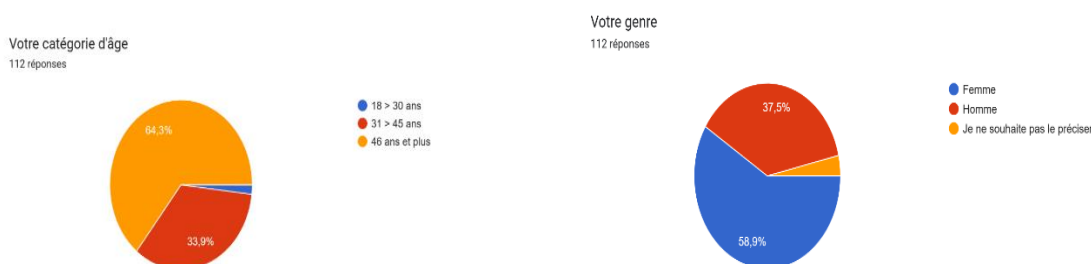 Votre catégorie d'âge
112 réponses
64,3%
33,9%
18 > 30 ans
31 > 45 ans
46 ans et plus
Votre genre
112 réponses
37,5%
58,9%
Femme
Homme
Je ne souhaite pas le préciser